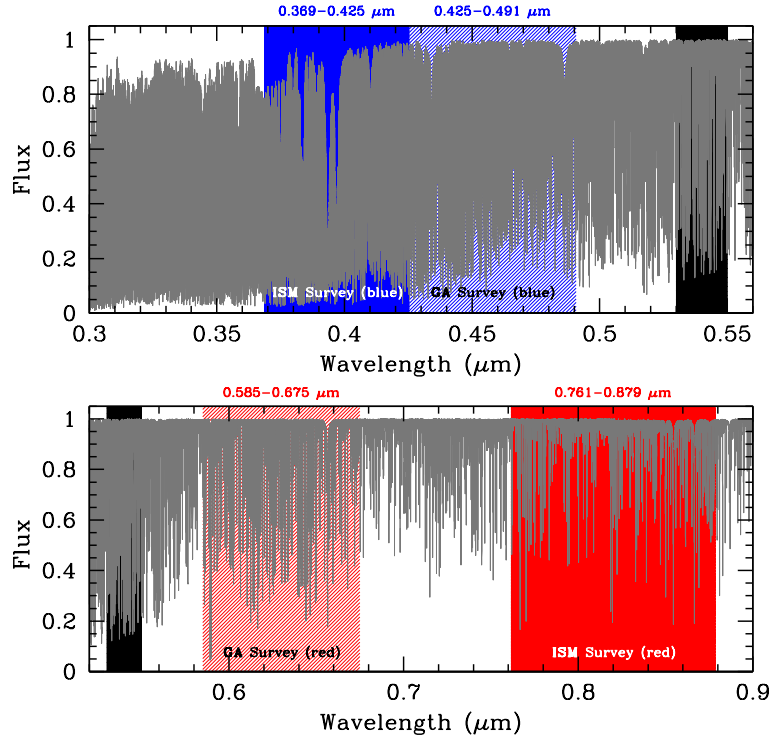 0.369−0.425 μm 0.425−0.491 μm
1
0.8
0.6
0.4
0.2
0
Flux
ISM Survey (blue) GA Survey (blue)
0.3 0.35 0.4 0.45 0.5 0.55
Wavelength (μm)
0.585−0.675 μm 0.761−0.879 μm
1
0.8
0.6
0.4
0.2
0
Flux
GA Survey (red) ISM Survey (red)
0.6 0.7 0.8 0.9
Wavelength (μm)